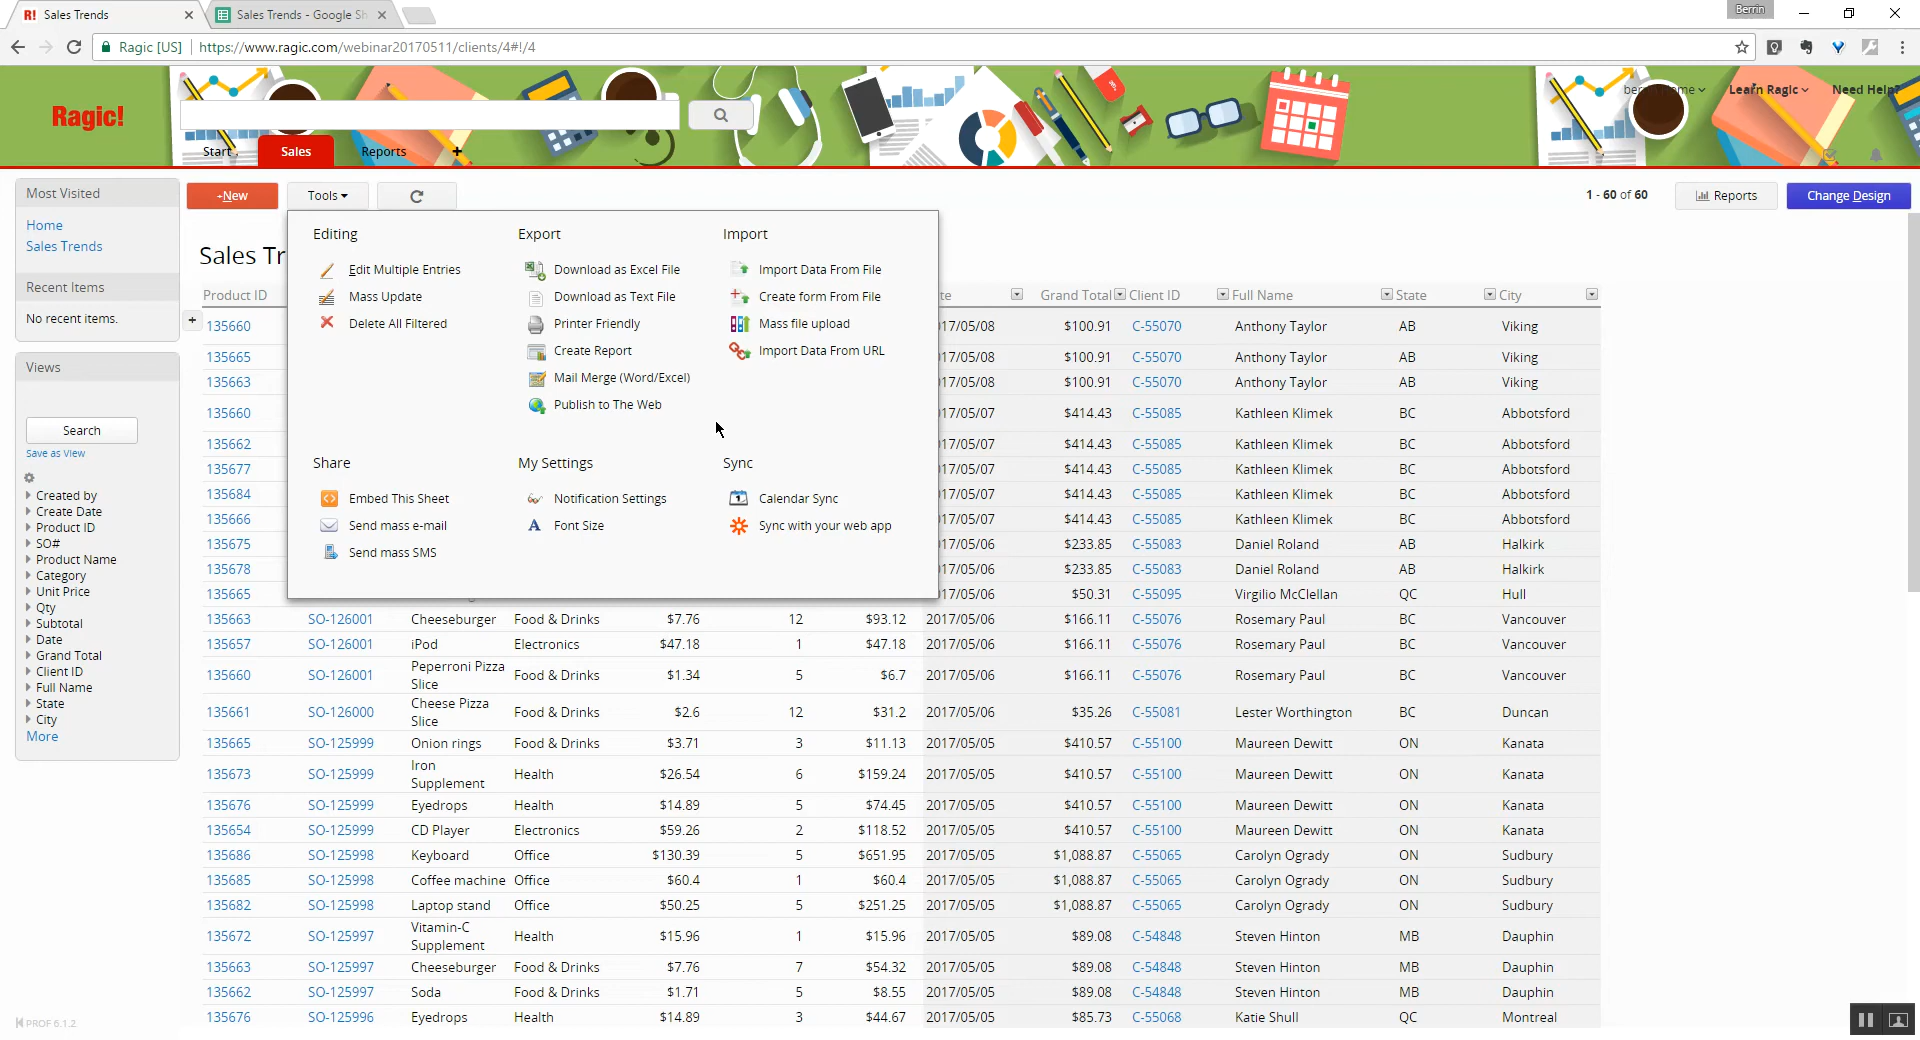 R! Sales Trends
Sales Trends - Google Sh
Berrin
Ragic [US]
https://www.ragic.com/webinar20170511/clients/4#!/4
Ragic!
Learn Ragic
Need Help?
Start
Sales
Reports
+
Most Visited
Home
Sales Trends
Recent Items
No recent items.
Views
Search
Save as View
Created by
Create Date
Product ID
SO#
Product Name
Category
Unit Price
Qty
Subtotal
Date
Grand Total
Client ID
Full Name
State
City
More
PROF 6.1.2
+New
Tools
1 - 60 of 60
Reports
Change Design
Sales Tr
Editing
Edit Multiple Entries
Mass Update
Delete All Filtered
Export
Download as Excel File
Download as Text File
Printer Friendly
Create Report
Mail Merge (Word/Excel)
Publish to The Web
Import
Import Data From File
Create form From File
Mass file upload
Import Data From URL
Share
Embed This Sheet
Send mass e-mail
Send mass SMS
My Settings
Notification Settings
Font Size
Sync
Calendar Sync
Sync with your web app
Product ID te Grand Total Client ID Full Name State City
135660 17/05/08 $100.91 C-55070 Anthony Taylor AB Viking
135665 17/05/08 $100.91 C-55070 Anthony Taylor AB Viking
135663 17/05/08 $100.91 C-55070 Anthony Taylor AB Viking
135660 17/05/07 $414.43 C-55085 Kathleen Klimek BC Abbotsford
135662 17/05/07 $414.43 C-55085 Kathleen Klimek BC Abbotsford
135677 17/05/07 $414.43 C-55085 Kathleen Klimek BC Abbotsford
135684 17/05/07 $414.43 C-55085 Kathleen Klimek BC Abbotsford
135666 17/05/07 $414.43 C-55085 Kathleen Klimek BC Abbotsford
135675 17/05/06 $233.85 C-55083 Daniel Roland AB Halkirk
135678 17/05/06 $233.85 C-55083 Daniel Roland AB Halkirk
135665 17/05/06 $50.31 C-55095 Virgilio McClellan QC Hull
135663 SO-126001 Cheeseburger Food & Drinks $7.76 12 $93.12 2017/05/06 $166.11 C-55076 Rosemary Paul BC Vancouver
135657 SO-126001 iPod Electronics $47.18 1 $47.18 2017/05/06 $166.11 C-55076 Rosemary Paul BC Vancouver
135660 SO-126001 Peperroni Pizza Slice Food & Drinks $1.34 5 $6.7 2017/05/06 $166.11 C-55076 Rosemary Paul BC Vancouver
135661 SO-126000 Cheese Pizza Slice Food & Drinks $2.6 12 $31.2 2017/05/06 $35.26 C-55081 Lester Worthington BC Duncan
135665 SO-125999 Onion rings Food & Drinks $3.71 3 $11.13 2017/05/05 $410.57 C-55100 Maureen Dewitt ON Kanata
135673 SO-125999 Iron Supplement Health $26.54 6 $159.24 2017/05/05 $410.57 C-55100 Maureen Dewitt ON Kanata
135676 SO-125999 Eyedrops Health $14.89 5 $74.45 2017/05/05 $410.57 C-55100 Maureen Dewitt ON Kanata
135654 SO-125999 CD Player Electronics $59.26 2 $118.52 2017/05/05 $410.57 C-55100 Maureen Dewitt ON Kanata
135686 SO-125998 Keyboard Office $130.39 5 $651.95 2017/05/05 $1,088.87 C-55065 Carolyn Ogrady ON Sudbury
135685 SO-125998 Coffee machine Office $60.4 1 $60.4 2017/05/05 $1,088.87 C-55065 Carolyn Ogrady ON Sudbury
135682 SO-125998 Laptop stand Office $50.25 5 $251.25 2017/05/05 $1,088.87 C-55065 Carolyn Ogrady ON Sudbury
135672 SO-125997 Vitamin-C Supplement Health $15.96 1 $15.96 2017/05/05 $89.08 C-54848 Steven Hinton MB Dauphin
135663 SO-125997 Cheeseburger Food & Drinks $7.76 7 $54.32 2017/05/05 $89.08 C-54848 Steven Hinton MB Dauphin
135662 SO-125997 Soda Food & Drinks $1.71 5 $8.55 2017/05/05 $89.08 C-54848 Steven Hinton MB Dauphin
135676 SO-125996 Eyedrops Health $14.89 3 $44.67 2017/05/05 $85.73 C-55068 Katie Shull QC Montreal